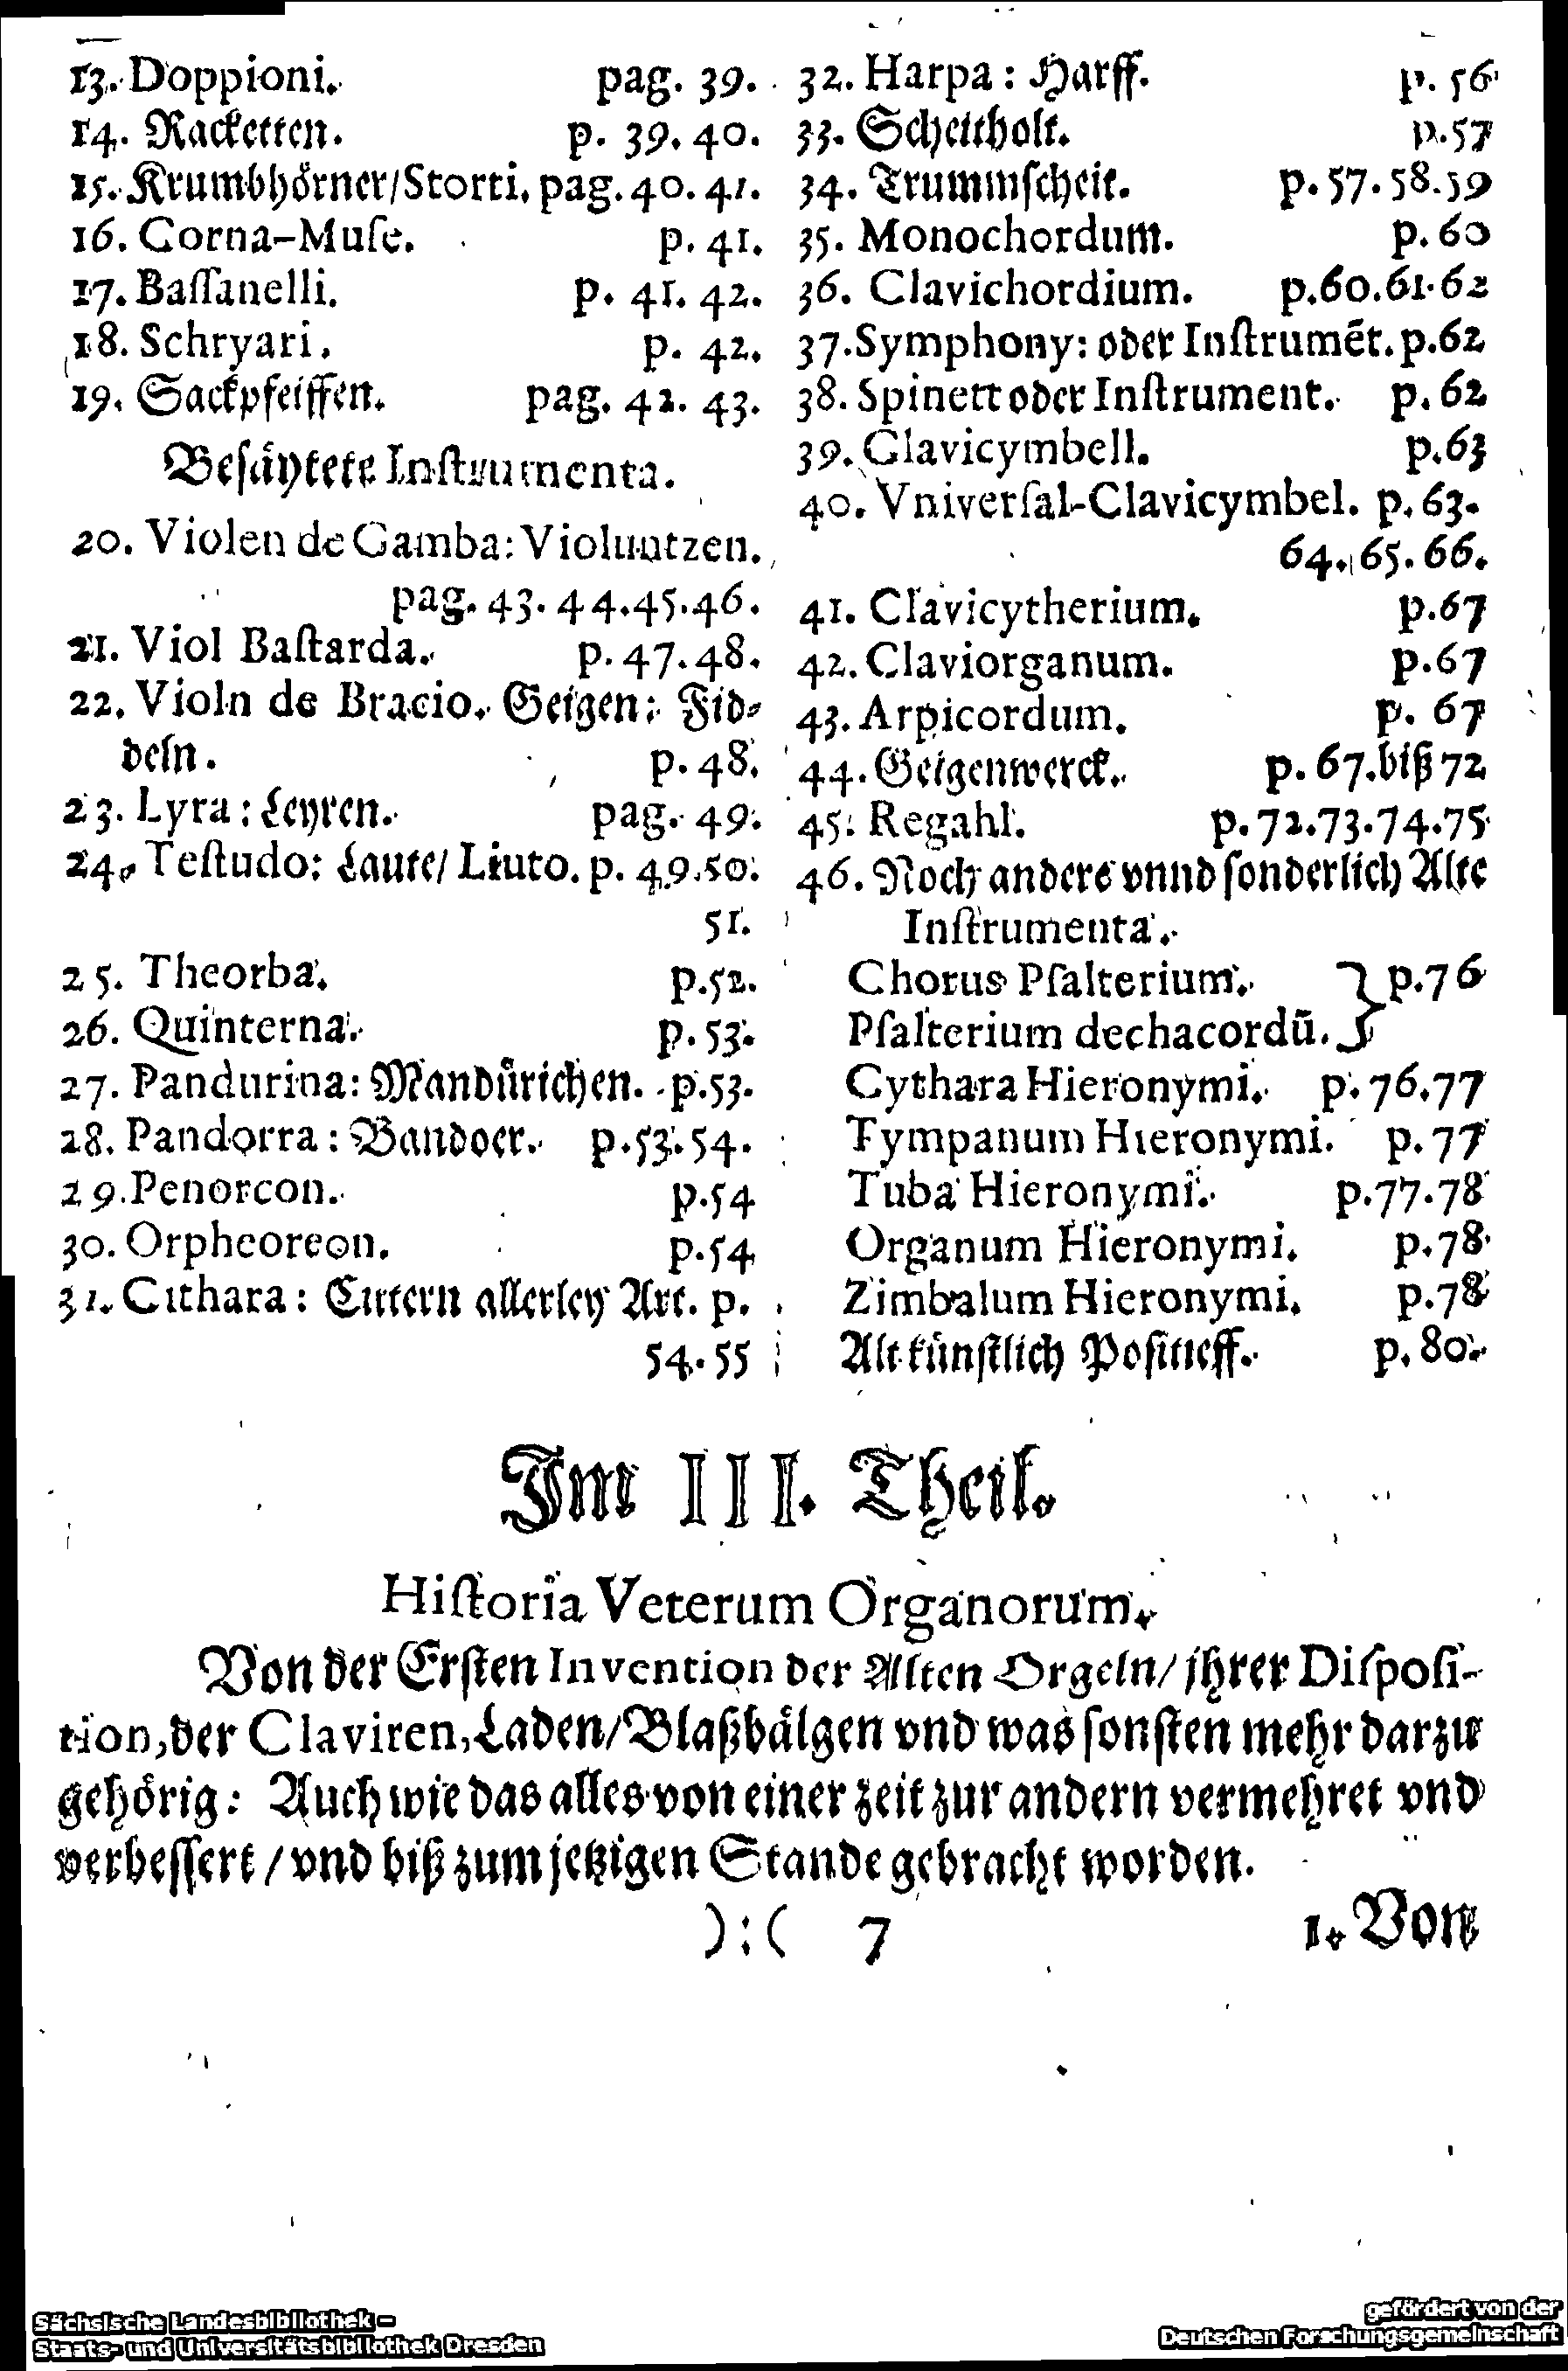 13. Doppioni. pag. 39.
14. Racketten. p. 39. 40.
15. Krumbhörner/Storti, pag. 40. 41.
16. Corna-Muſe. p. 41.
17. Baſſanelli. p. 41. 42.
18. Schryari. p. 42.
19. Sackpfeiffen. pag. 42. 43.
Beſäytete Inſtrumenta.
20. Violen de Gamba: Violuntzen.
pag. 43. 44. 45. 46.
21. Viol Baſtarda. p. 47. 48.
22. Violn de Bracio. Geigen: Fid-
deln. p. 48.
23. Lyra: Leyren. pag. 49.
24. Teſtudo: Laute/ Liuto. p. 49. 50.
51.
25. Theorba. p. 52.
26. Quinterna. p. 53.
27. Pandurina: Mandürichen. p. 53.
28. Pandorra: Bandoer. p. 53. 54.
29. Penorcon. p. 54
30. Orpheoreon. p. 54
31. Cithara: Cittern allerley Art. p.
54. 55
32. Harpa: Harff. p. 56
33. Scheitholt. p. 57
34. Trummſcheit. p. 57. 58. 59
35. Monochordum. p. 60
36. Clavichordium. p. 60. 61. 62
37. Symphony: oder Inſtrumēt. p. 62
38. Spinett oder Inſtrument. p. 62
39. Clavicymbell. p. 63
40. Vniverſal-Clavicymbel. p. 63.
64. 65. 66.
41. Clavicytherium. p. 67
42. Claviorganum. p. 67
43. Arpicordum. p. 67
44. Geigenwerck. p. 67. biß 72
45. Regahl. p. 72. 73. 74. 75
46. Noch andere vnnd ſonderlich Alte
Inſtrumenta.
Chorus Pſalterium. } p. 76
Pſalterium dechacordū.
Cythara Hieronymi. p. 76. 77
Tympanum Hieronymi. p. 77
Tuba Hieronymi. p. 77. 78
Organum Hieronymi. p. 78
Zimbalum Hieronymi. p. 78
Alt künſtlich Poſitieff. p. 80.
Im III. Theil.
Hiſtoria Veterum Organorum.
Von der Erſten Invention der Alten Orgeln/ jhrer Diſpoſi-
tion, der Claviren, Laden/ Blaßbälgen vnd was ſonſten mehr darzu
gehörig: Auch wie das alles von einer zeit zur andern vermehret vnd
verbeſſert / vnd biß zum jetzigen Stande gebracht worden.
):( 7 1. Von
Sächsische Landesbibliothek –
Staats- und Universitätsbibliothek Dresden
gefördert von der
Deutschen Forschungsgemeinschaft